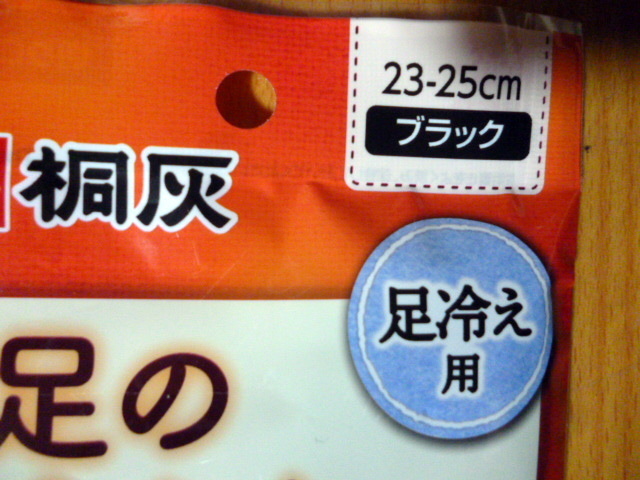 23-25cm
ブラック
桐灰
足冷え
用
足の